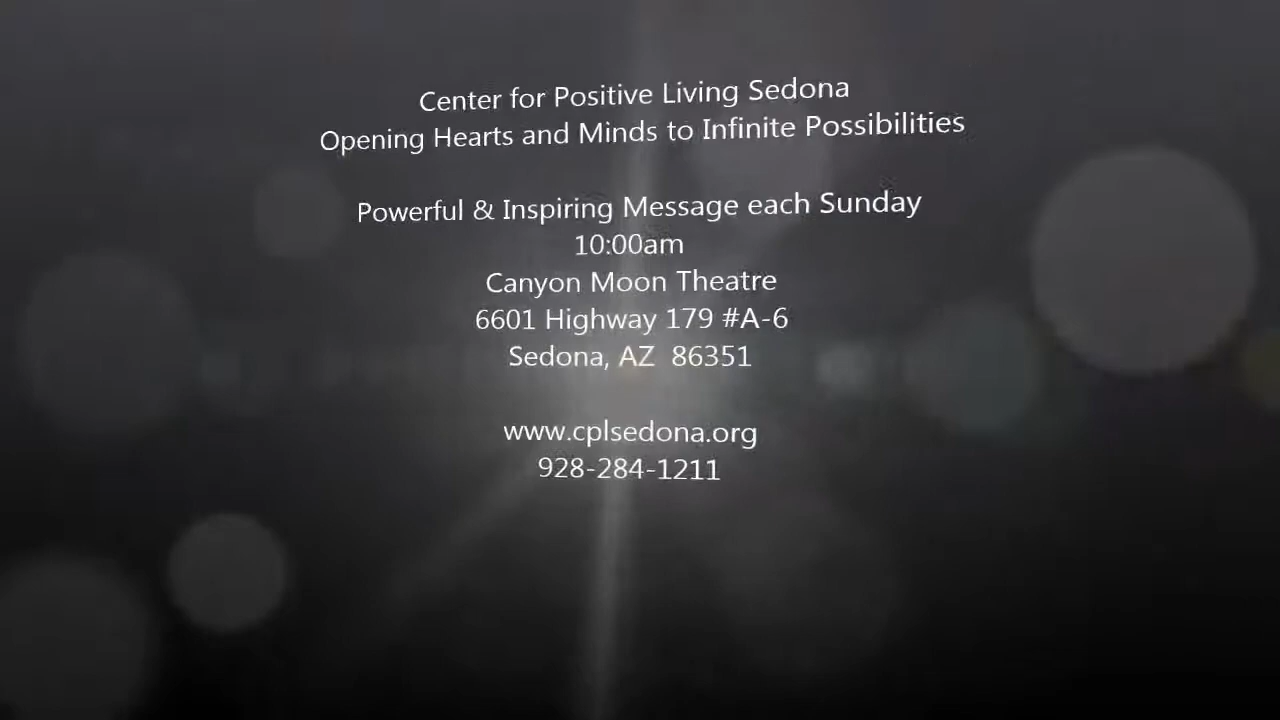 Center for Positive Living Sedona
Opening Hearts and Minds to Infinite Possibilities
Powerful & Inspiring Message each Sunday
10:00am
Canyon Moon Theatre
6601 Highway 179 #A-6
Sedona, AZ  86351
www.cplsedona.org
928-284-1211